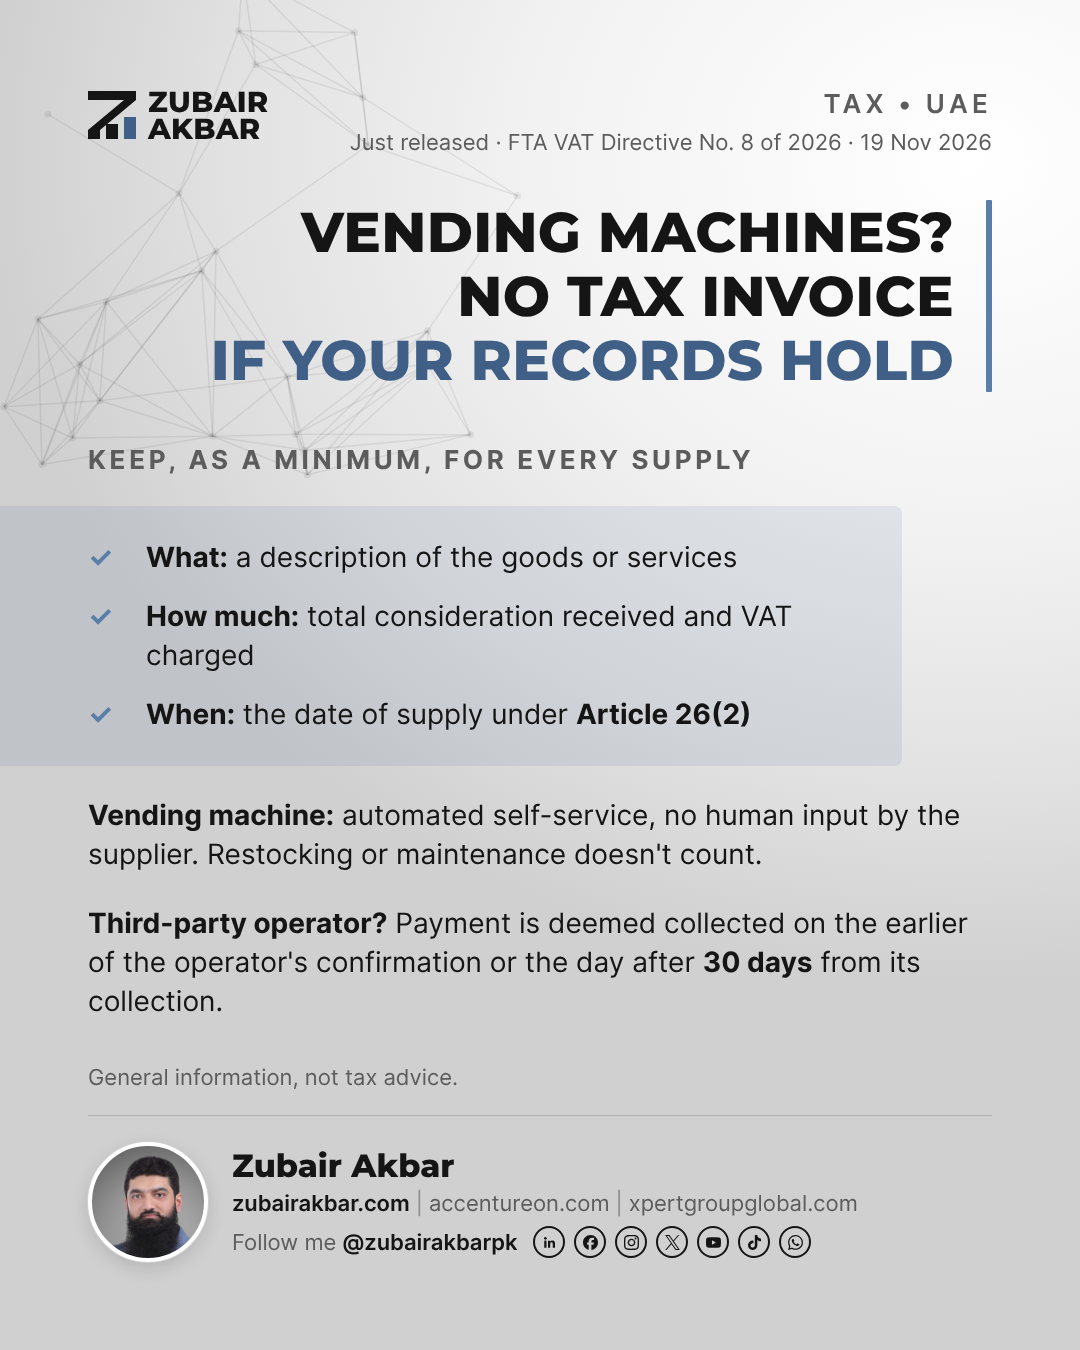 ZUBAIR
AKBAR
TAX • UAE
Just released · FTA VAT Directive No. 8 of 2026 · 19 Nov 2026
VENDING MACHINES?
NO TAX INVOICE
IF YOUR RECORDS HOLD
KEEP, AS A MINIMUM, FOR EVERY SUPPLY
What: a description of the goods or services
How much: total consideration received and VAT
charged
When: the date of supply under Article 26(2)
Vending machine: automated self-service, no human input by the
supplier. Restocking or maintenance doesn't count.
Third-party operator? Payment is deemed collected on the earlier
of the operator's confirmation or the day after 30 days from its
collection.
General information, not tax advice.
Zubair Akbar
zubairakbar.com | accentureon.com | xpertgroupglobal.com
Follow me @zubairakbarpk